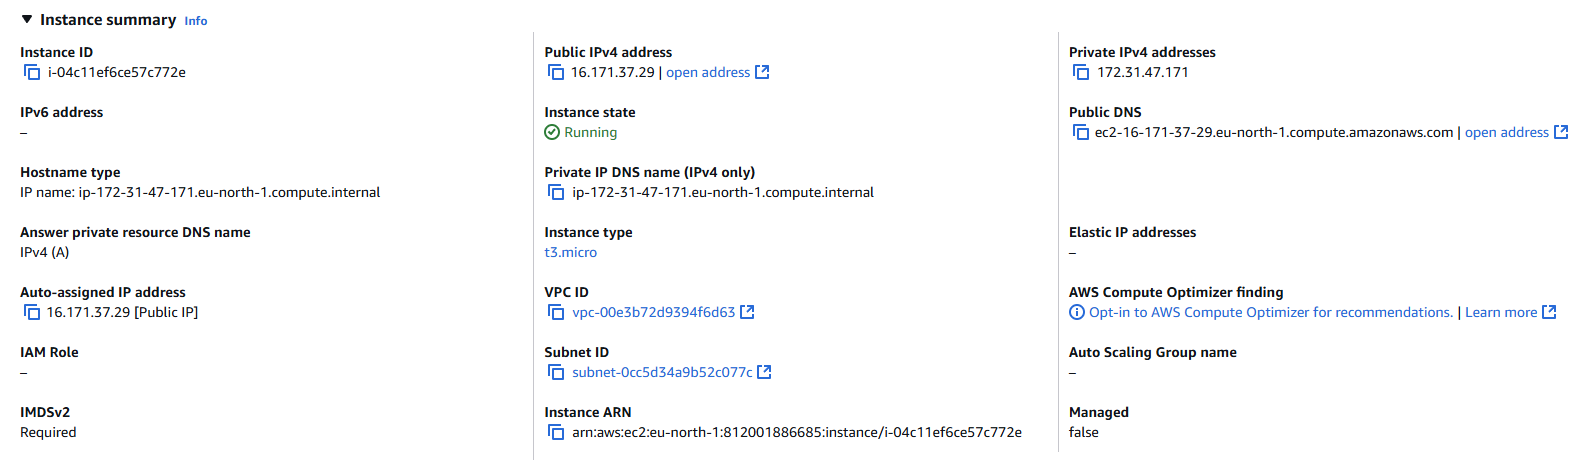 Instance summary Info
Instance ID
i-04c11ef6ce57c772e
Public IPv4 address
16.171.37.29 | open address
Private IPv4 addresses
172.31.47.171
IPv6 address
–
Instance state
Running
Public DNS
ec2-16-171-37-29.eu-north-1.compute.amazonaws.com | open address
Hostname type
IP name: ip-172-31-47-171.eu-north-1.compute.internal
Private IP DNS name (IPv4 only)
ip-172-31-47-171.eu-north-1.compute.internal
Answer private resource DNS name
IPv4 (A)
Instance type
t3.micro
Elastic IP addresses
–
Auto-assigned IP address
16.171.37.29 [Public IP]
VPC ID
vpc-00e3b72d9394f6d63
AWS Compute Optimizer finding
Opt-in to AWS Compute Optimizer for recommendations. | Learn more
IAM Role
–
Subnet ID
subnet-0cc5d34a9b52c077c
Auto Scaling Group name
–
IMDSv2
Required
Instance ARN
arn:aws:ec2:eu-north-1:812001886685:instance/i-04c11ef6ce57c772e
Managed
false